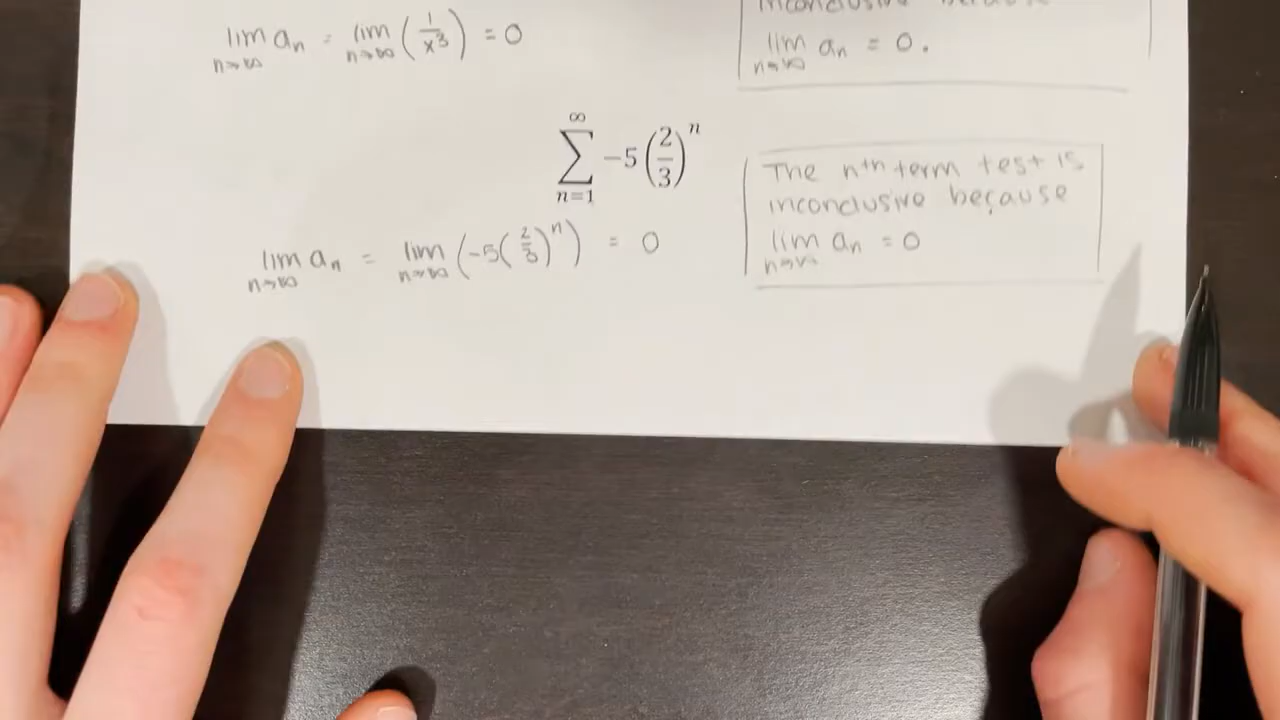 lim a_n = lim (1/x^3) = 0
n→∞ n→∞
inconclusive because
lim a_n = 0.
n→∞
∞
∑ −5(2/3)^n
n=1
The nth term test is
inconclusive because
lim a_n = 0
n→∞
lim a_n = lim (-5(2/3)^n) = 0
n→∞ n→∞